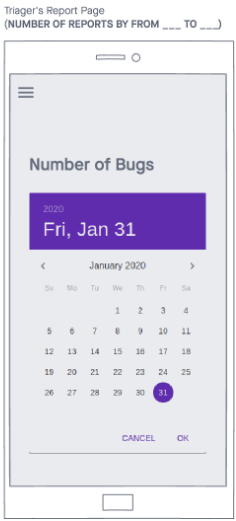 Triager's Report Page
(NUMBER OF REPORTS BY FROM ___ TO ___)
Number of Bugs
2020
Fri, Jan 31
< January 2020 >
Su Mo Tu We Th Fr Sa
1 2 3 4
5 6 7 8 9 10 11
12 13 14 15 16 17 18
19 20 21 22 23 24 25
26 27 28 29 30 31
CANCEL OK